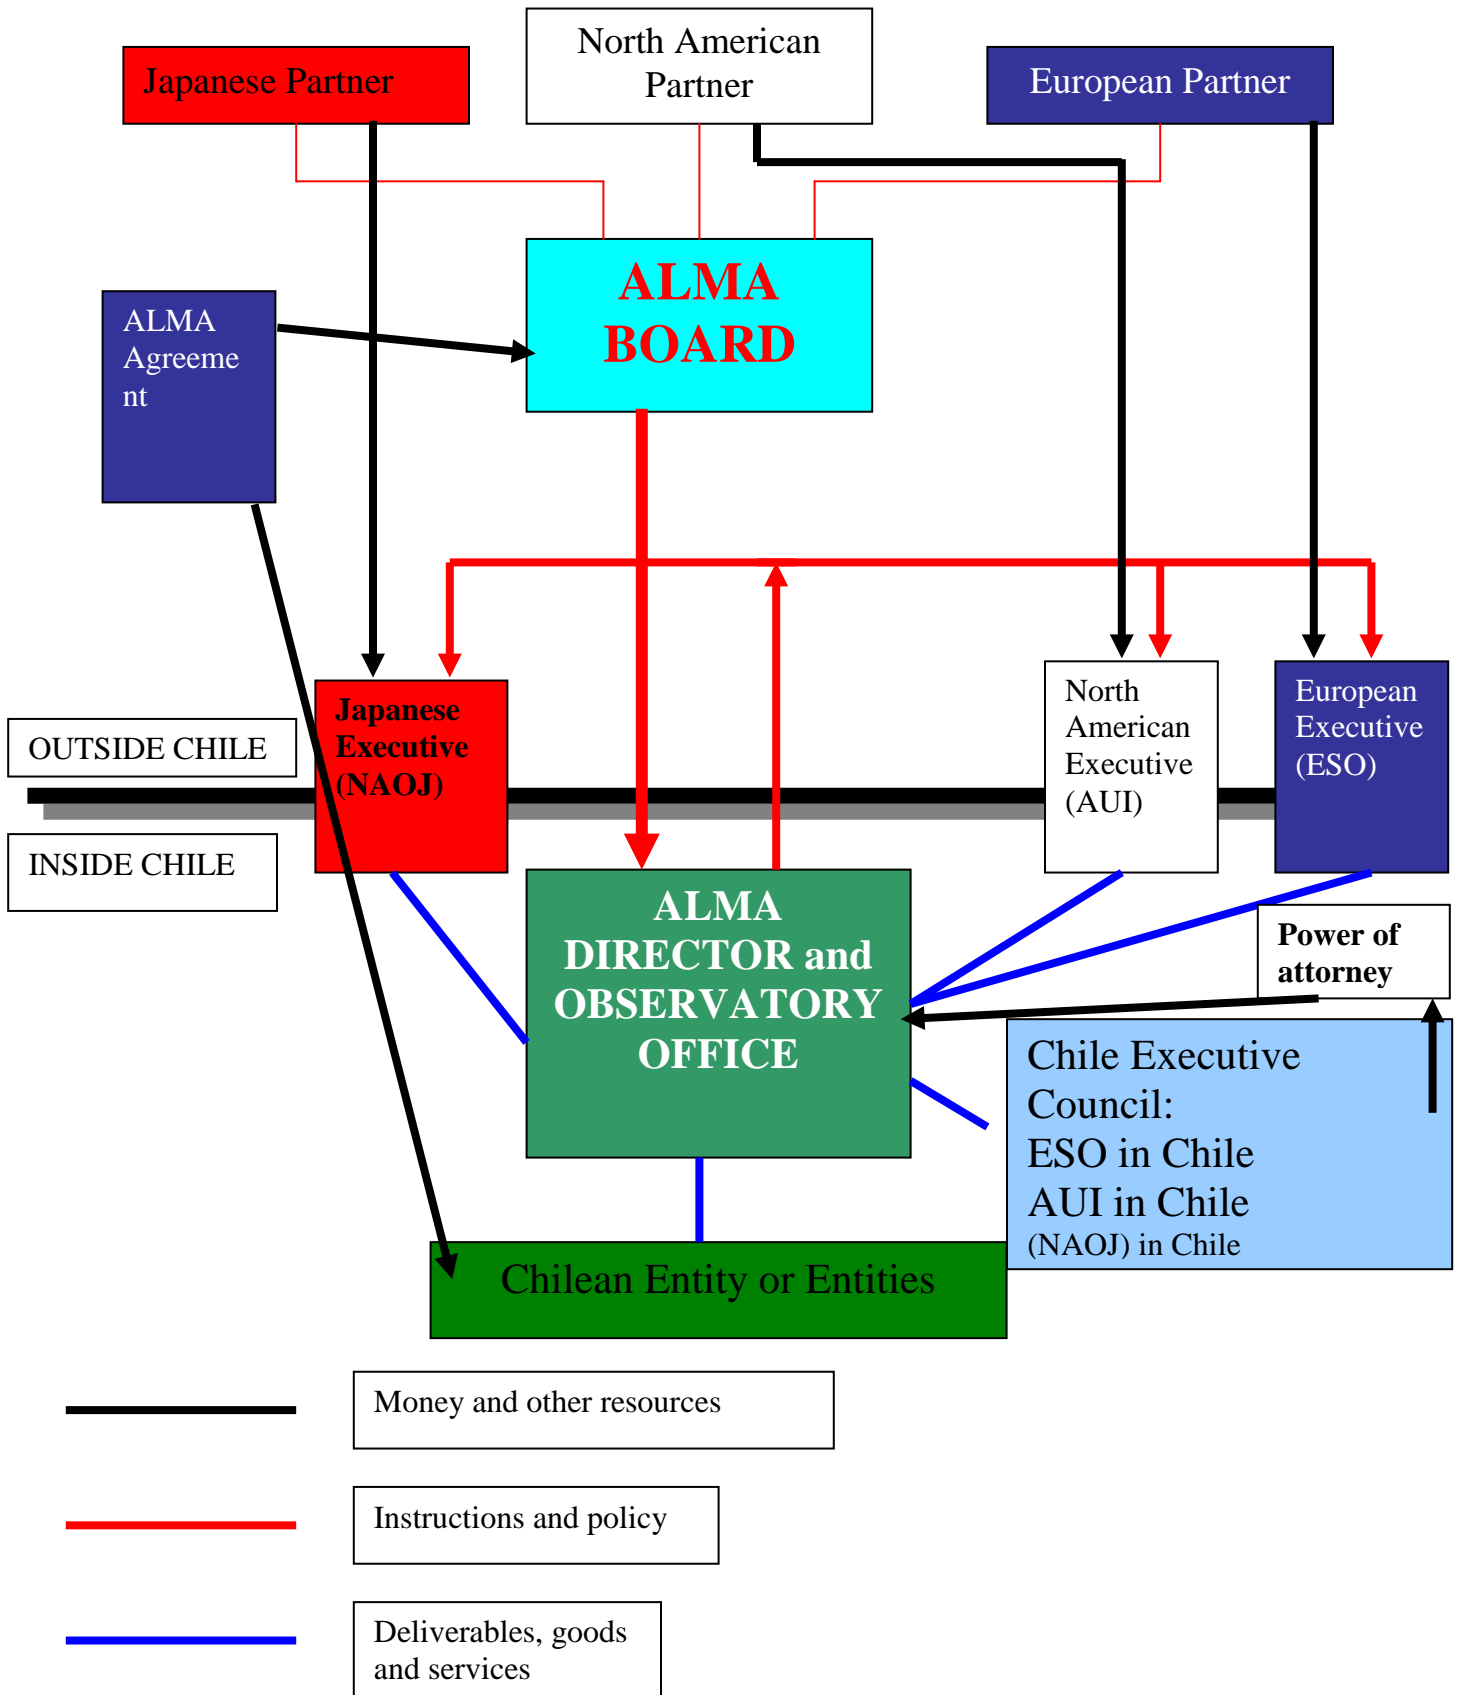 North American
Partner
Japanese Partner
European Partner
ALMA
BOARD
ALMA
Agreeme
nt
Japanese
Executive
(NAOJ)
North
American
Executive
(AUI)
European
Executive
(ESO)
OUTSIDE CHILE
INSIDE CHILE
ALMA
DIRECTOR and
OBSERVATORY
OFFICE
Power of
attorney
Chile Executive
Council:
ESO in Chile
AUI in Chile
(NAOJ) in Chile
Chilean Entity or Entities
Money and other resources
Instructions and policy
Deliverables, goods
and services